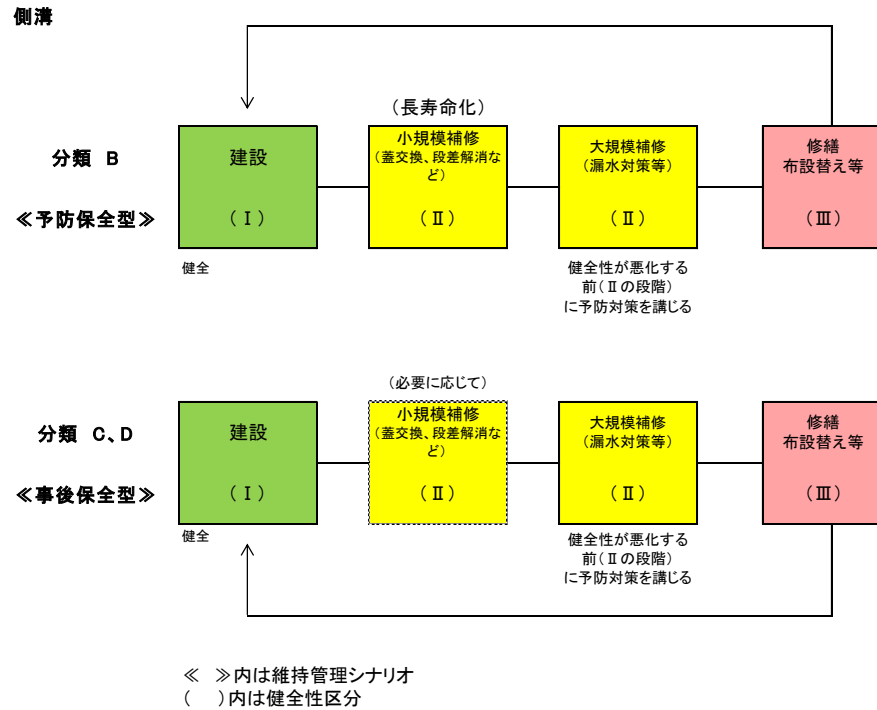 側溝
(長寿命化)
分類 B
≪予防保全型≫
建設
(Ⅰ)
健全
小規模補修
(蓋交換、段差解消な
ど)
(Ⅱ)
大規模補修
(漏水対策等)
(Ⅱ)
健全性が悪化する
前(Ⅱの段階)
に予防対策を講じる
修繕
布設替え等
(Ⅲ)
(必要に応じて)
分類 C、D
≪事後保全型≫
建設
(Ⅰ)
健全
小規模補修
(蓋交換、段差解消な
ど)
(Ⅱ)
大規模補修
(漏水対策等)
(Ⅱ)
健全性が悪化する
前(Ⅱの段階)
に予防対策を講じる
修繕
布設替え等
(Ⅲ)
≪ ≫内は維持管理シナリオ
( )内は健全性区分